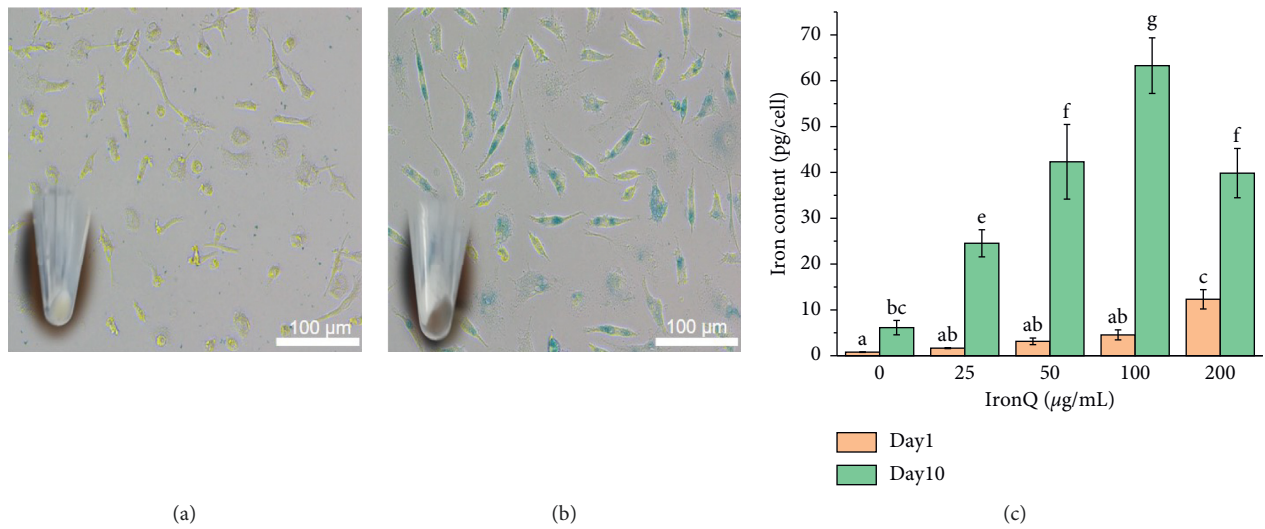 100 μm
(a)
100 μm
(b)
Iron content (pg/cell)
70
60
50
40
30
20
10
0
a
bc
ab
e
ab
f
ab
g
c
f
0
25
50
100
200
IronQ (μg/mL)
Day1
Day10
(c)